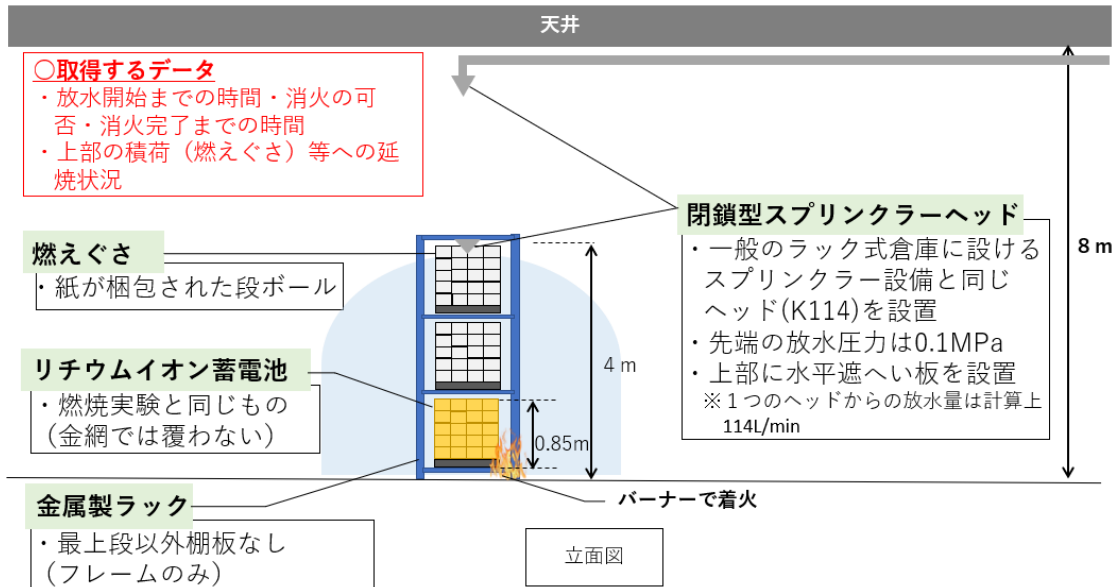 天井
○取得するデータ
・放水開始までの時間・消火の可
否・消火完了までの時間
・上部の積荷（燃えぐさ）等への延
焼状況
燃えぐさ
・紙が梱包された段ボール
リチウムイオン蓄電池
・燃焼実験と同じもの
（金網では覆わない）
金属製ラック
・最上段以外棚板なし
（フレームのみ）
閉鎖型スプリンクラーヘッド
・一般のラック式倉庫に設ける
スプリンクラー設備と同じ
ヘッド(K114)を設置
・先端の放水圧力は0.1MPa
・上部に水平遮へい板を設置
※１つのヘッドからの放水量は計算上
114L/min
8 m
4 m
0.85m
バーナーで着火
立面図